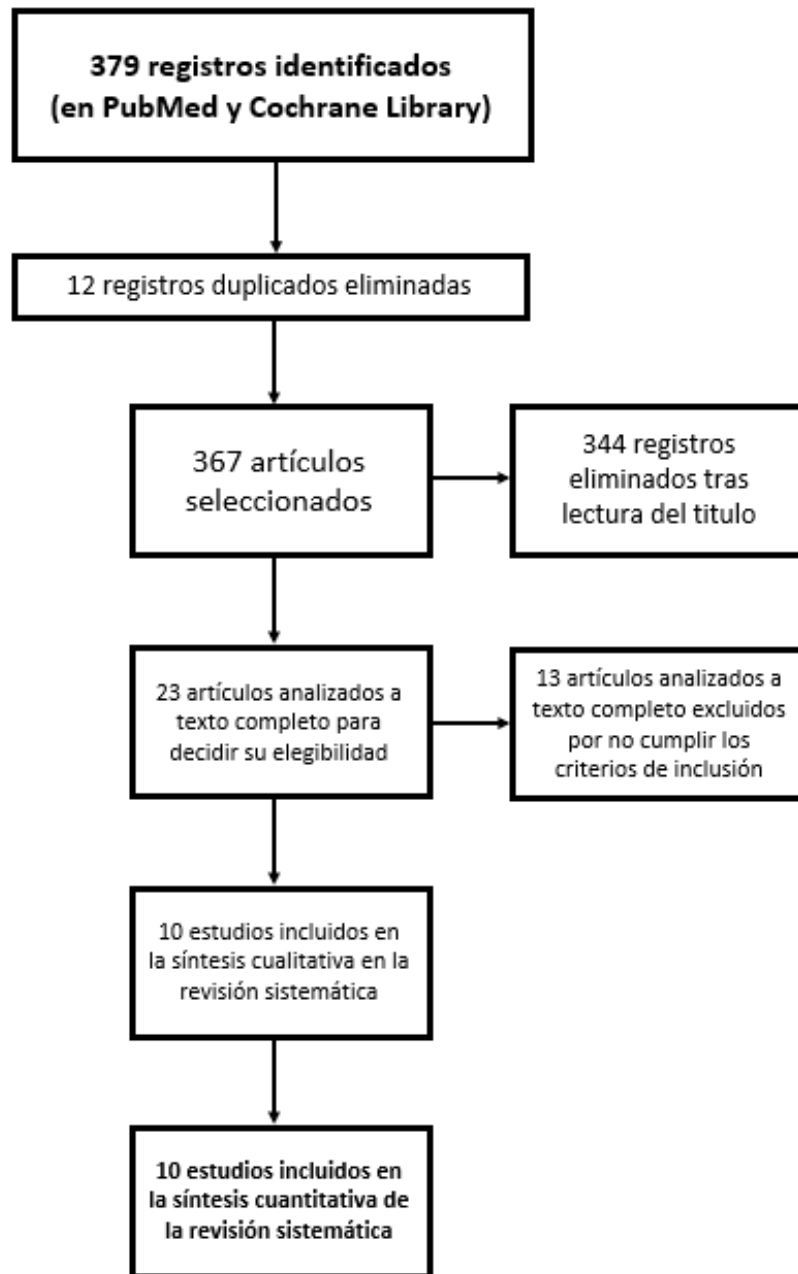 379 registros identificados
(en PubMed y Cochrane Library)
12 registros duplicados eliminadas
367 artículos
seleccionados
344 registros
eliminados tras
lectura del titulo
23 artículos analizados a
texto completo para
decidir su elegibilidad
13 artículos analizados a
texto completo excluidos
por no cumplir los
criterios de inclusión
10 estudios incluidos en
la síntesis cualitativa en la
revisión sistemática
10 estudios incluidos en
la síntesis cuantitativa de
la revisión sistemática